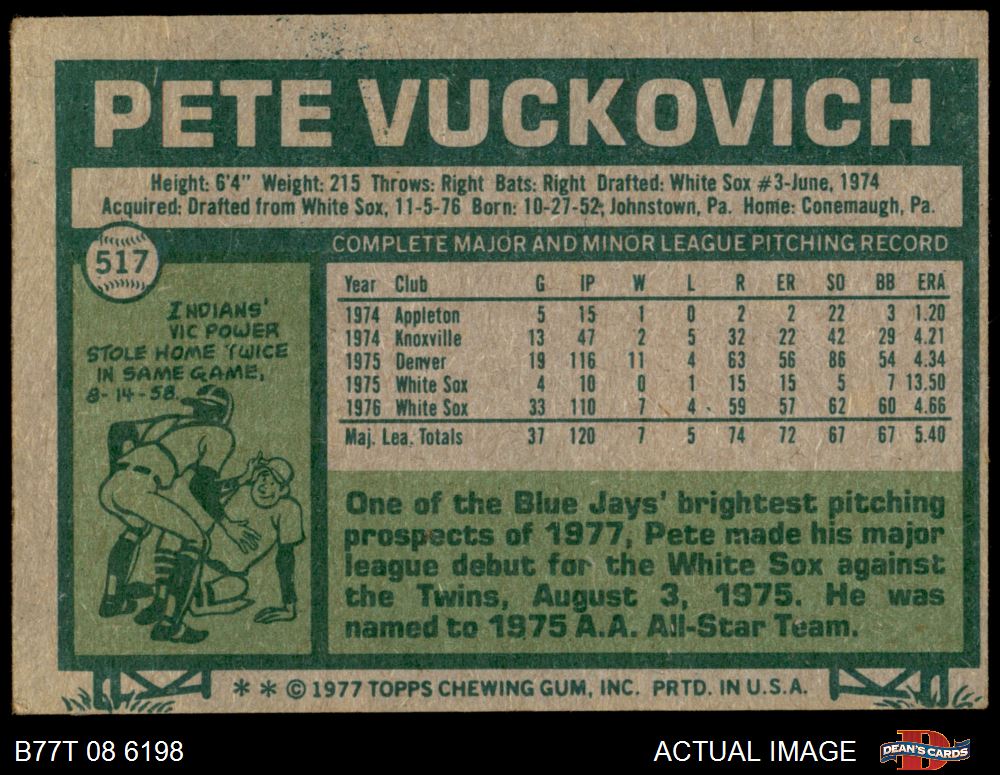 PETE VUCKOVICH
Height: 6'4" Weight: 215 Throws: Right Bats: Right Drafted: White Sox #3-June, 1974
Acquired: Drafted from White Sox, 11-5-76 Born: 10-27-52, Johnstown, Pa. Home: Conemaugh, Pa.
517
COMPLETE MAJOR AND MINOR LEAGUE PITCHING RECORD
Year Club G IP W L R ER SO BB ERA
1974 Appleton 5 15 1 0 2 2 22 3 1.20
1974 Knoxville 13 47 2 5 32 22 42 29 4.21
1975 Denver 19 116 11 4 63 56 86 54 4.34
1975 White Sox 4 10 0 1 15 15 5 7 13.50
1976 White Sox 33 110 7 4 59 57 62 60 4.66
Maj. Lea. Totals 37 120 7 5 74 72 67 67 5.40
INDIANS'
VIC POWER
STOLE HOME TWICE
IN SAME GAME,
8-14-58.
One of the Blue Jays' brightest pitching
prospects of 1977, Pete made his major
league debut for the White Sox against
the Twins, August 3, 1975. He was
named to 1975 A.A. All-Star Team.
* * © 1977 TOPPS CHEWING GUM, INC. PRTD. IN U.S.A.
B77T 08 6198
ACTUAL IMAGE
DEAN'S CARDS